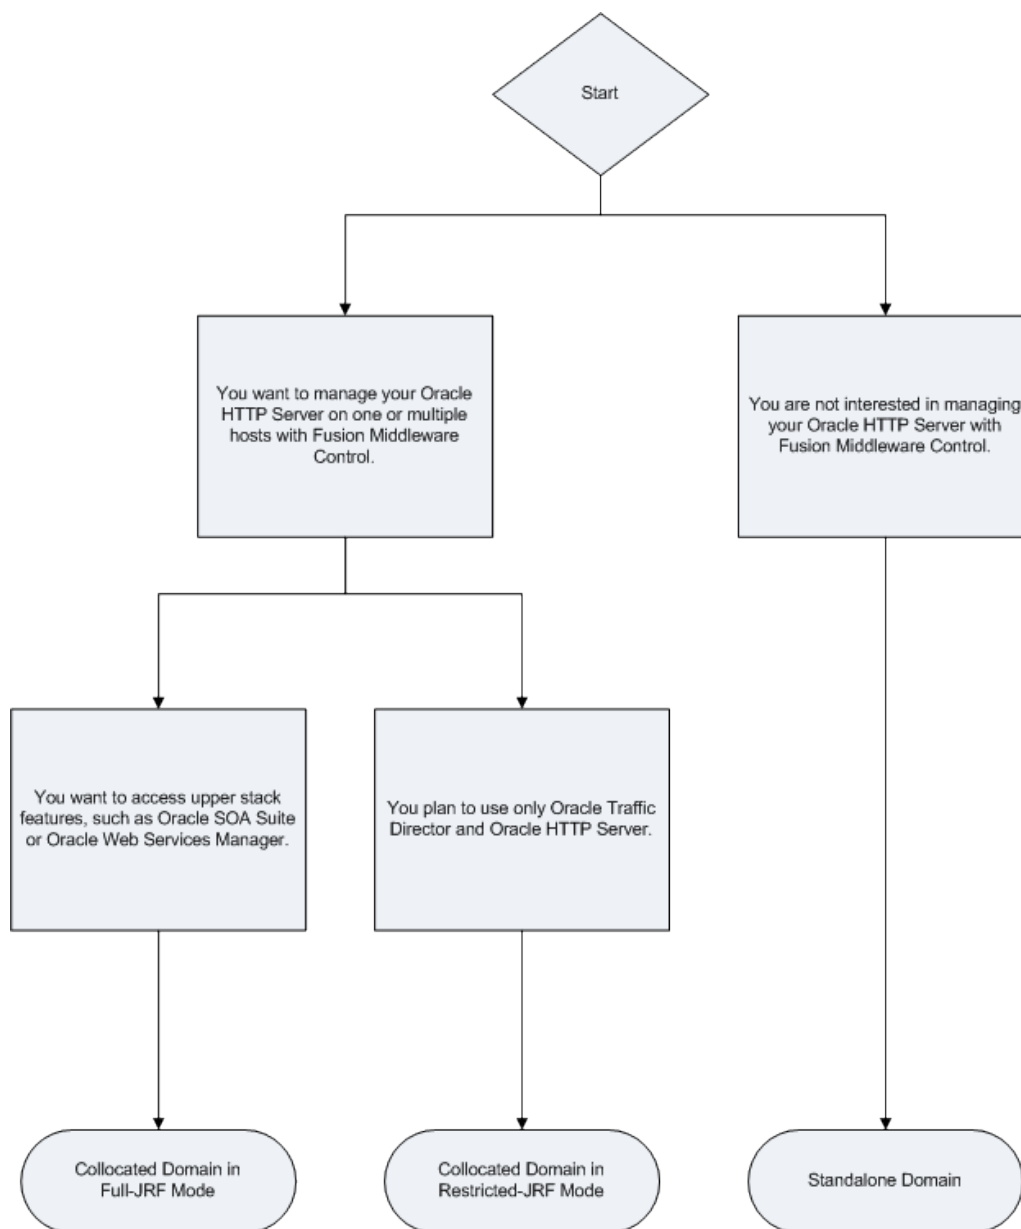 Start
You want to manage your Oracle
HTTP Server on one or multiple
hosts with Fusion Middleware
Control.
You are not interested in managing
your Oracle HTTP Server with
Fusion Middleware Control.
You want to access upper stack
features, such as Oracle SOA Suite
or Oracle Web Services Manager.
You plan to use only Oracle Traffic
Director and Oracle HTTP Server.
Collocated Domain in
Full-JRF Mode
Collocated Domain in
Restricted-JRF Mode
Standalone Domain